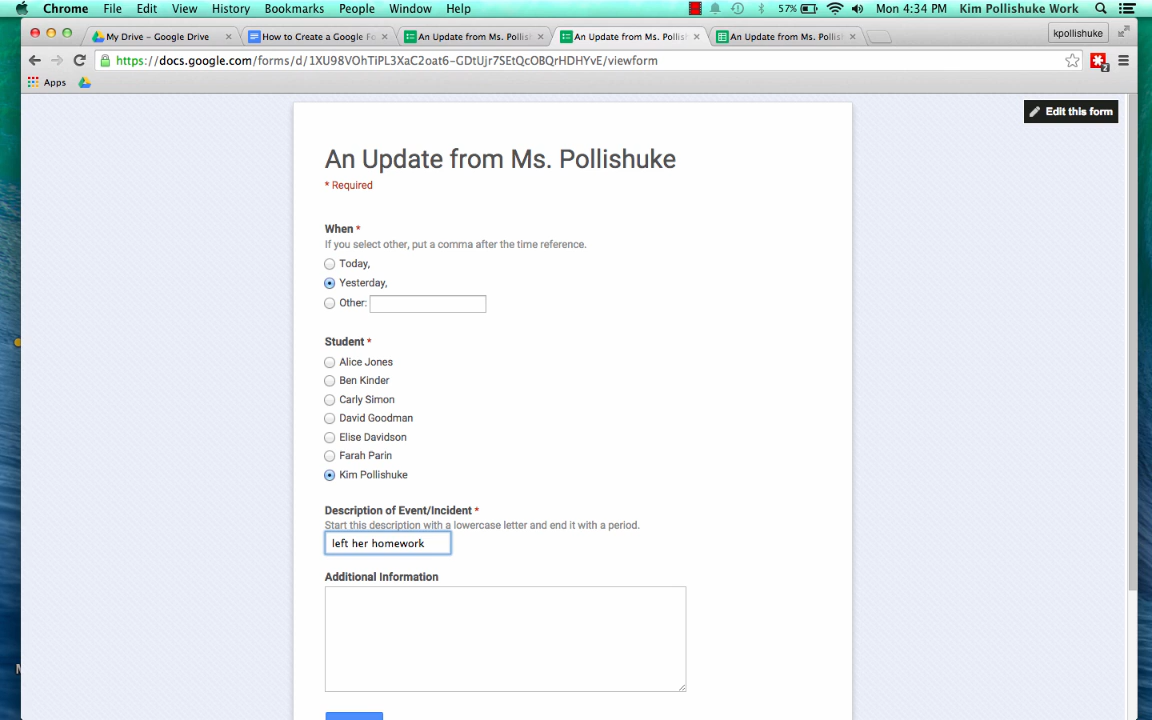 Chrome File Edit View History Bookmarks People Window Help 57% Mon 4:34 PM Kim Pollishuke Work
My Drive – Google Drive × How to Create a Google Fo × An Update from Ms. Pollish × An Update from Ms. Pollis × An Update from Ms. Pollish × kpollishuke
https://docs.google.com/forms/d/1XU98VOhTiPL3XaC2oat6-GDtUjr7SEtQcOBQrHDHYvE/viewform 2
Apps
Edit this form
An Update from Ms. Pollishuke
* Required
When *
If you select other, put a comma after the time reference.
Today,
Yesterday,
Other:
Student *
Alice Jones
Ben Kinder
Carly Simon
David Goodman
Elise Davidson
Farah Parin
Kim Pollishuke
Description of Event/Incident *
Start this description with a lowercase letter and end it with a period.
left her homework
Additional Information